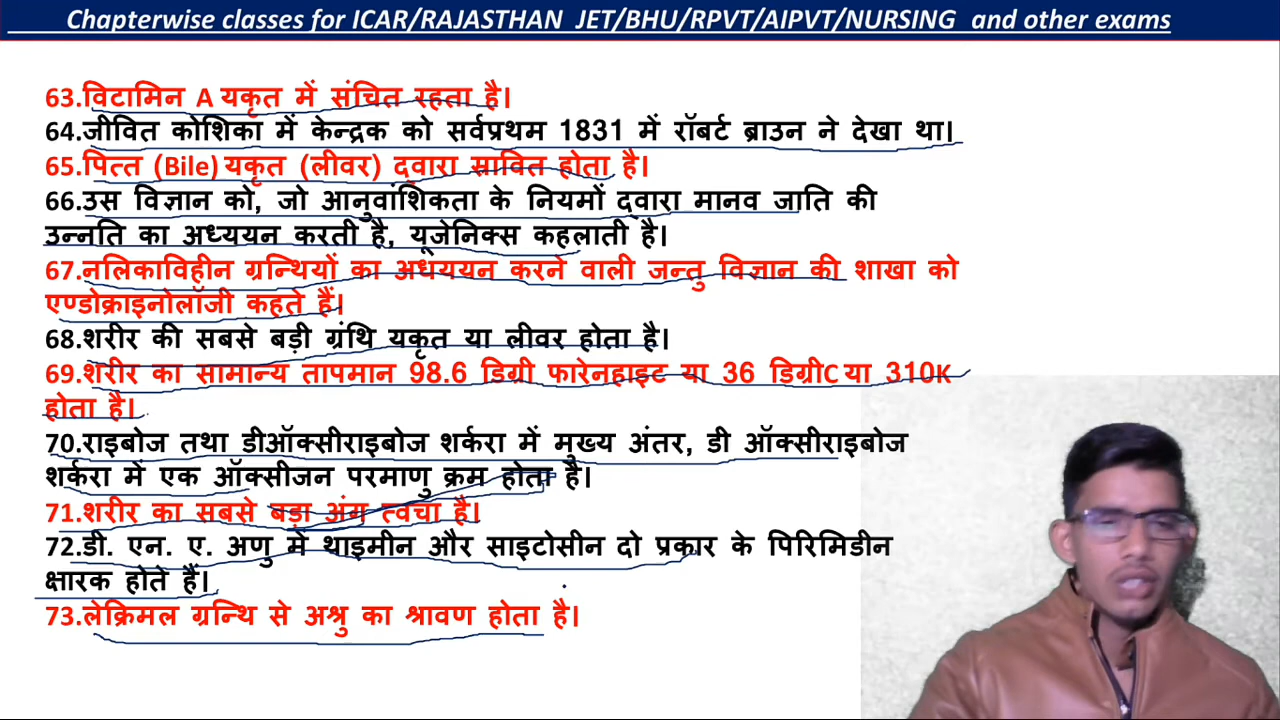 Chapterwise classes for ICAR/RAJASTHAN JET/BHU/RPVT/AIPVT/NURSING and other exams
63.विटामिन A यकृत में संचित रहता है।
64.जीवित कोशिका में केन्द्रक को सर्वप्रथम 1831 में रॉबर्ट ब्राउन ने देखा था।
65.पित्त (Bile) यकृत (लीवर) द्वारा स्रावित होता है।
66.उस विज्ञान को, जो आनुवांशिकता के नियमों द्वारा मानव जाति की
उन्नति का अध्ययन करती है, यूजेनिक्स कहलाती है।
67.नलिकाविहीन ग्रन्थियों का अध्ययन करने वाली जन्तु विज्ञान की शाखा को
एण्डोक्राइनोलॉजी कहते हैं।
68.शरीर की सबसे बड़ी ग्रंथि यकृत या लीवर होता है।
69.शरीर का सामान्य तापमान 98.6 डिग्री फारेनहाइट या 36 डिग्रीC या 310K
होता है।
70.राइबोज तथा डीऑक्सीराइबोज शर्करा में मुख्य अंतर, डी ऑक्सीराइबोज
शर्करा में एक ऑक्सीजन परमाणु क्रम होता है।
71.शरीर का सबसे बड़ा अंग त्वचा है।
72.डी. एन. ए. अणु में थाइमीन और साइटोसीन दो प्रकार के पिरिमिडीन
क्षारक होते हैं।
73.लेक्रिमल ग्रन्थि से अश्रु का श्रावण होता है।